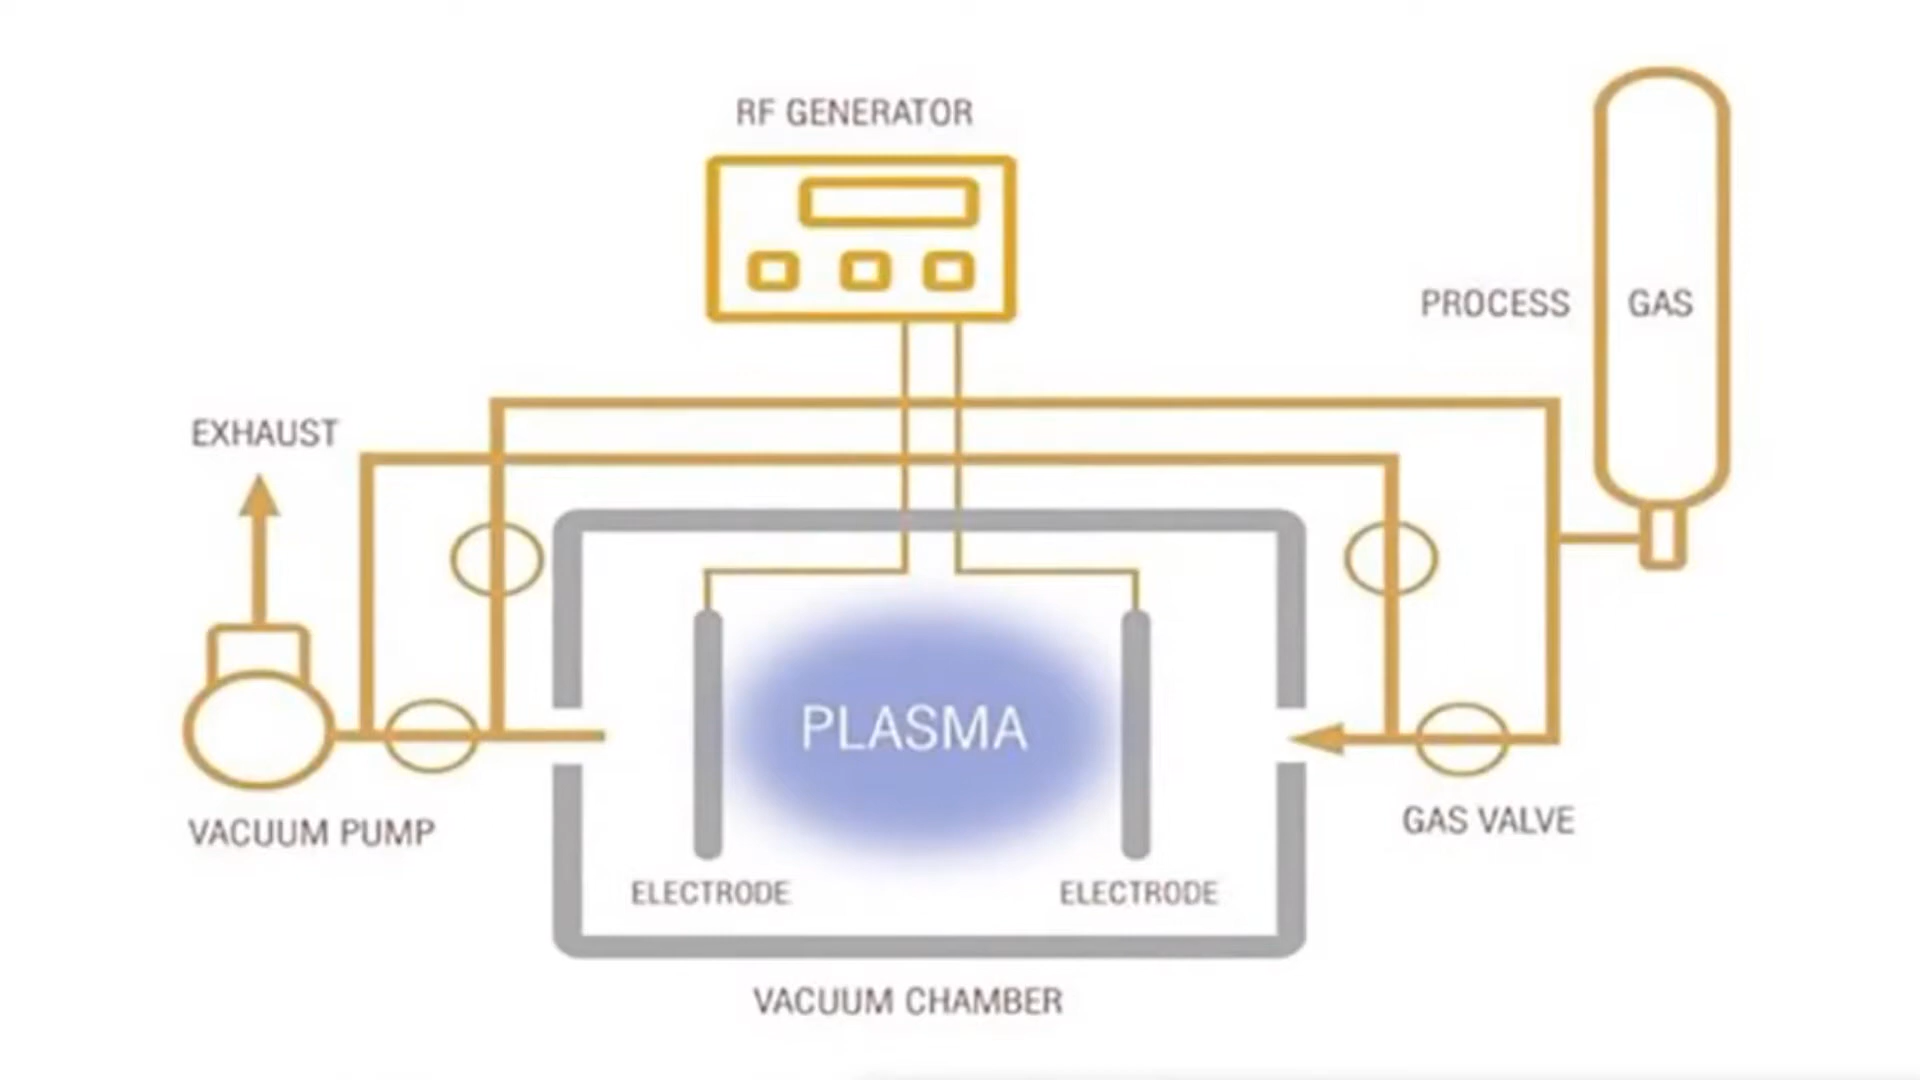 RF GENERATOR
PROCESS GAS
EXHAUST
PLASMA
VACUUM PUMP
GAS VALVE
ELECTRODE
ELECTRODE
VACUUM CHAMBER